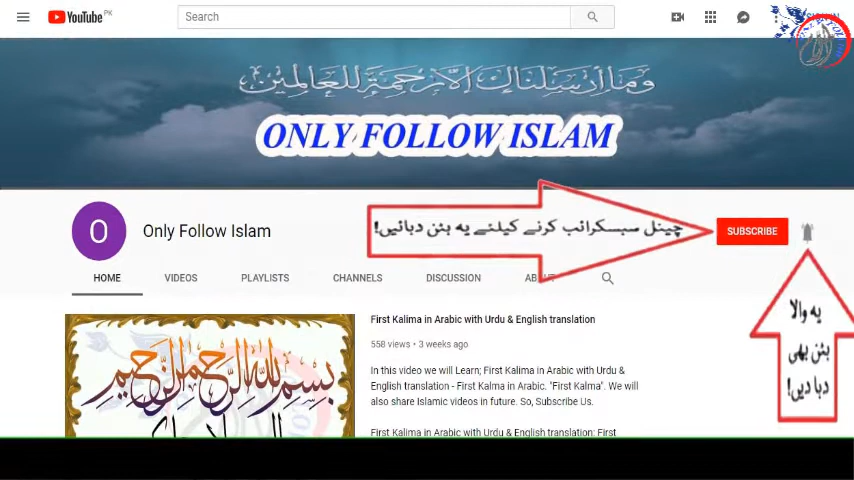 YouTube PK
Search
وما ارسلناك الا رحمة للعالمين
ONLY FOLLOW ISLAM
O
Only Follow Islam
چینل سبسکرائب کرنے کیلئے یہ بٹن دبائیں!
SUBSCRIBE
HOME
VIDEOS
PLAYLISTS
CHANNELS
DISCUSSION
یہ والا
بٹن بھی
دبا دیں!
بسم الله الرحمن الرحيم
First Kalima in Arabic with Urdu & English translation
558 views • 3 weeks ago
In this video we will Learn; First Kalima in Arabic with Urdu &
English translation - First Kalma in Arabic. "First Kalma". We will
also share Islamic videos in future. So, Subscribe Us.
First Kalima in Arabic with Urdu & English translation: First